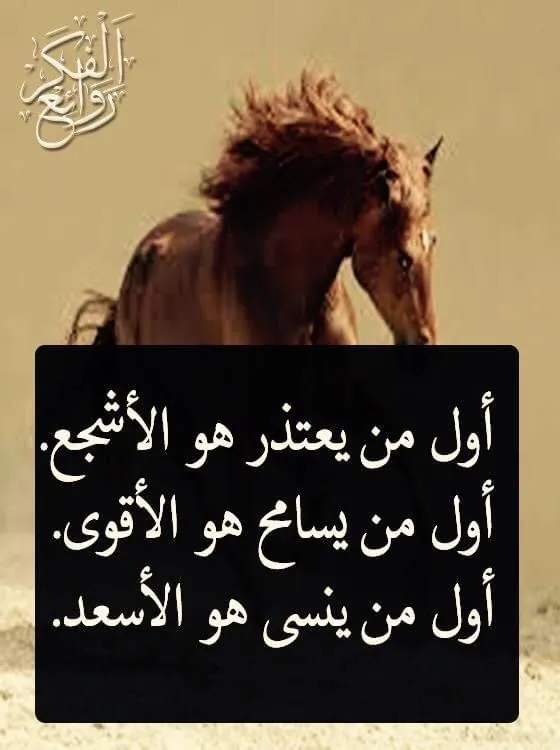 روائع
الفكر
أول من يعتذر هو الأشجع.
أول من يسامح هو الأقوى.
أول من ينسى هو الأسعد.